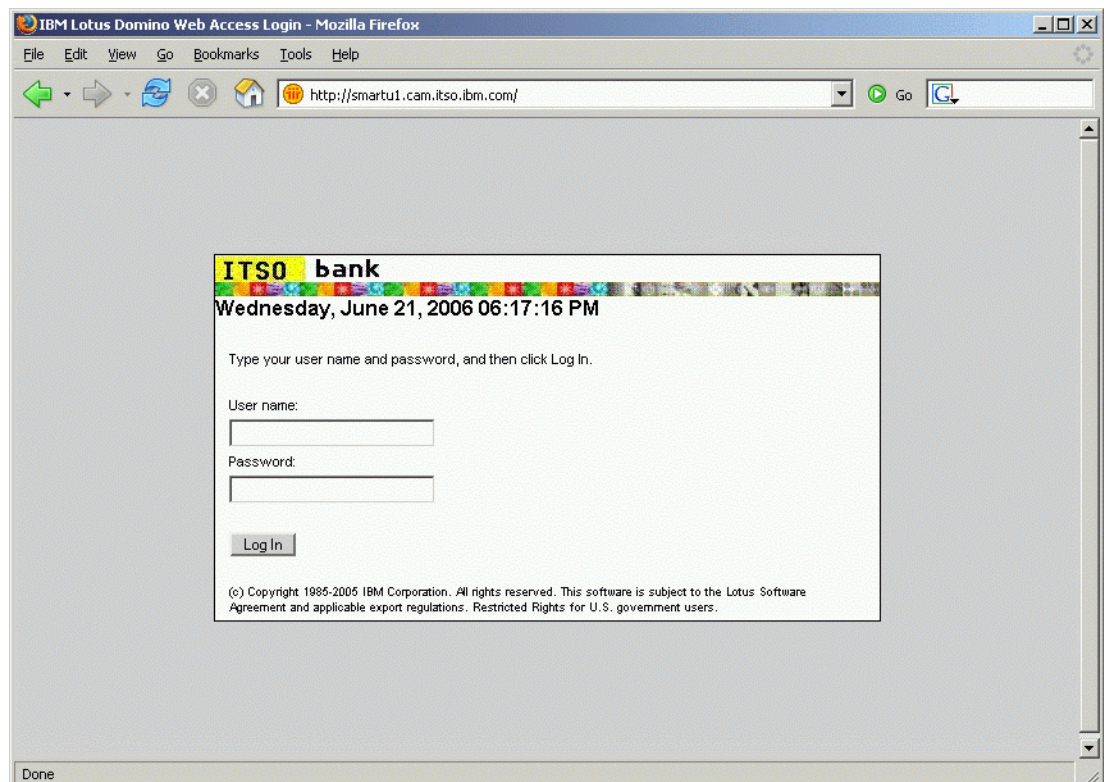 IBM Lotus Domino Web Access Login - Mozilla Firefox
File Edit View Go Bookmarks Tools Help
http://smartu1.cam.itso.ibm.com/ Go G
ITSO bank
Wednesday, June 21, 2006 06:17:16 PM
Type your user name and password, and then click Log In.
User name:
Password:
Log In
(c) Copyright 1985-2005 IBM Corporation. All rights reserved. This software is subject to the Lotus Software
Agreement and applicable export regulations. Restricted Rights for U.S. government users.
Done